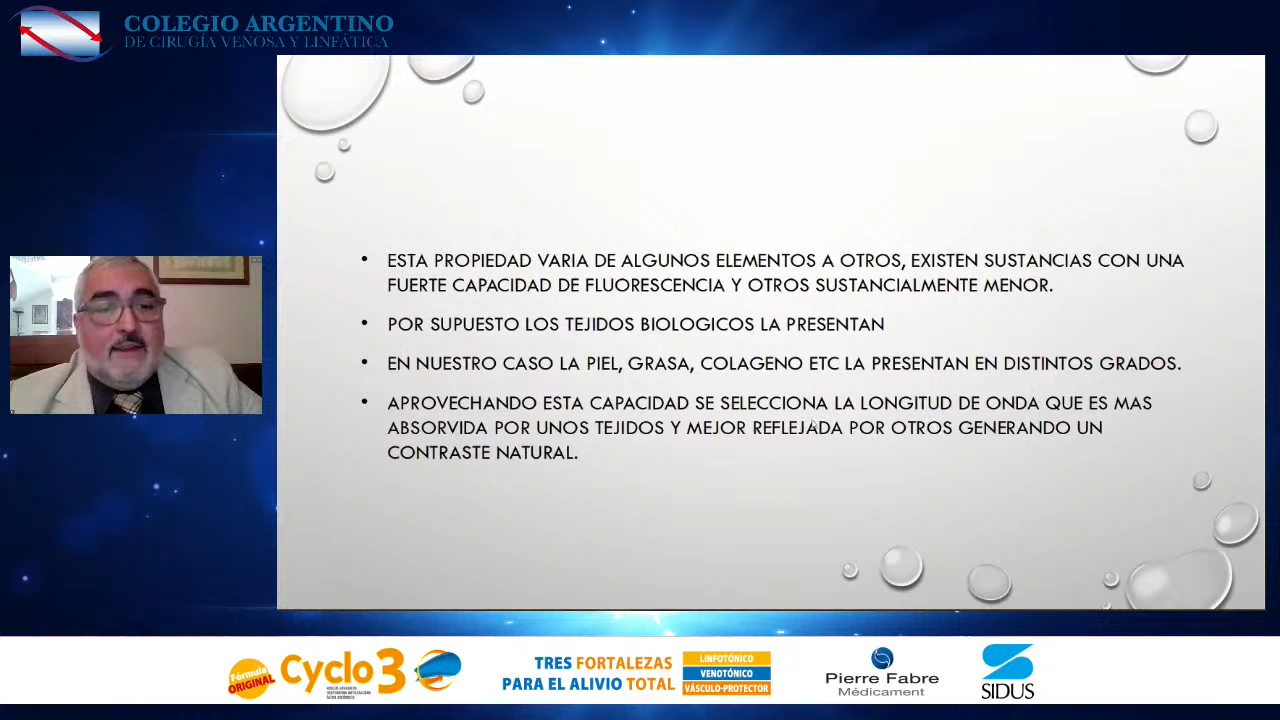 COLEGIO ARGENTINO
DE CIRUGÍA VENOSA Y LINFÁTICA
• ESTA PROPIEDAD VARIA DE ALGUNOS ELEMENTOS A OTROS, EXISTEN SUSTANCIAS CON UNA
FUERTE CAPACIDAD DE FLUORESCENCIA Y OTROS SUSTANCIALMENTE MENOR.
• POR SUPUESTO LOS TEJIDOS BIOLOGICOS LA PRESENTAN
• EN NUESTRO CASO LA PIEL, GRASA, COLAGENO ETC LA PRESENTAN EN DISTINTOS GRADOS.
• APROVECHANDO ESTA CAPACIDAD SE SELECCIONA LA LONGITUD DE ONDA QUE ES MAS
ABSORVIDA POR UNOS TEJIDOS Y MEJOR REFLEJADA POR OTROS GENERANDO UN
CONTRASTE NATURAL.
Fórmula
ORIGINAL
Cyclo 3
TRES FORTALEZAS
PARA EL ALIVIO TOTAL
LINFOTÓNICO
VENOTÓNICO
VÁSCULO-PROTECTOR
Pierre Fabre
Médicament
SIDUS